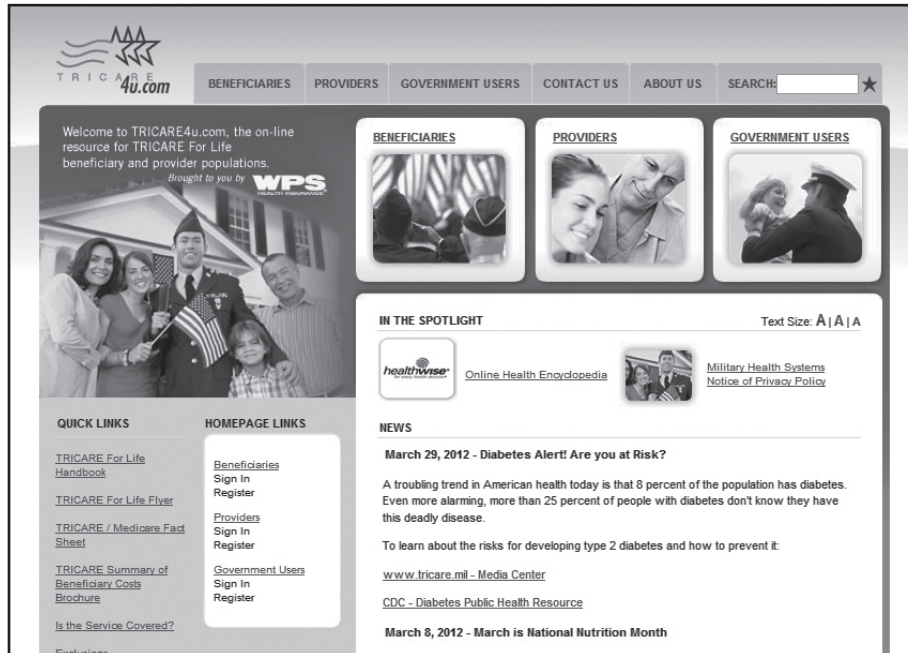 TRICARE
4u.com
BENEFICIARIES
PROVIDERS
GOVERNMENT USERS
CONTACT US
ABOUT US
SEARCH:
Welcome to TRICARE4u.com, the on-line
resource for TRICARE For Life
beneficiary and provider populations.
Brought to you by WPS
HEALTH INSURANCE
BENEFICIARIES
PROVIDERS
GOVERNMENT USERS
IN THE SPOTLIGHT
Text Size: A | A | A
healthwise
for every health decision
Online Health Encyclopedia
Military Health Systems
Notice of Privacy Policy
QUICK LINKS
TRICARE For Life
Handbook
TRICARE For Life Flyer
TRICARE / Medicare Fact
Sheet
TRICARE Summary of
Beneficiary Costs
Brochure
Is the Service Covered?
Exclusions
HOMEPAGE LINKS
Beneficiaries
Sign In
Register
Providers
Sign In
Register
Government Users
Sign In
Register
NEWS
March 29, 2012 - Diabetes Alert! Are you at Risk?
A troubling trend in American health today is that 8 percent of the population has diabetes.
Even more alarming, more than 25 percent of people with diabetes don't know they have
this deadly disease.
To learn about the risks for developing type 2 diabetes and how to prevent it:
www.tricare.mil - Media Center
CDC - Diabetes Public Health Resource
March 8, 2012 - March is National Nutrition Month